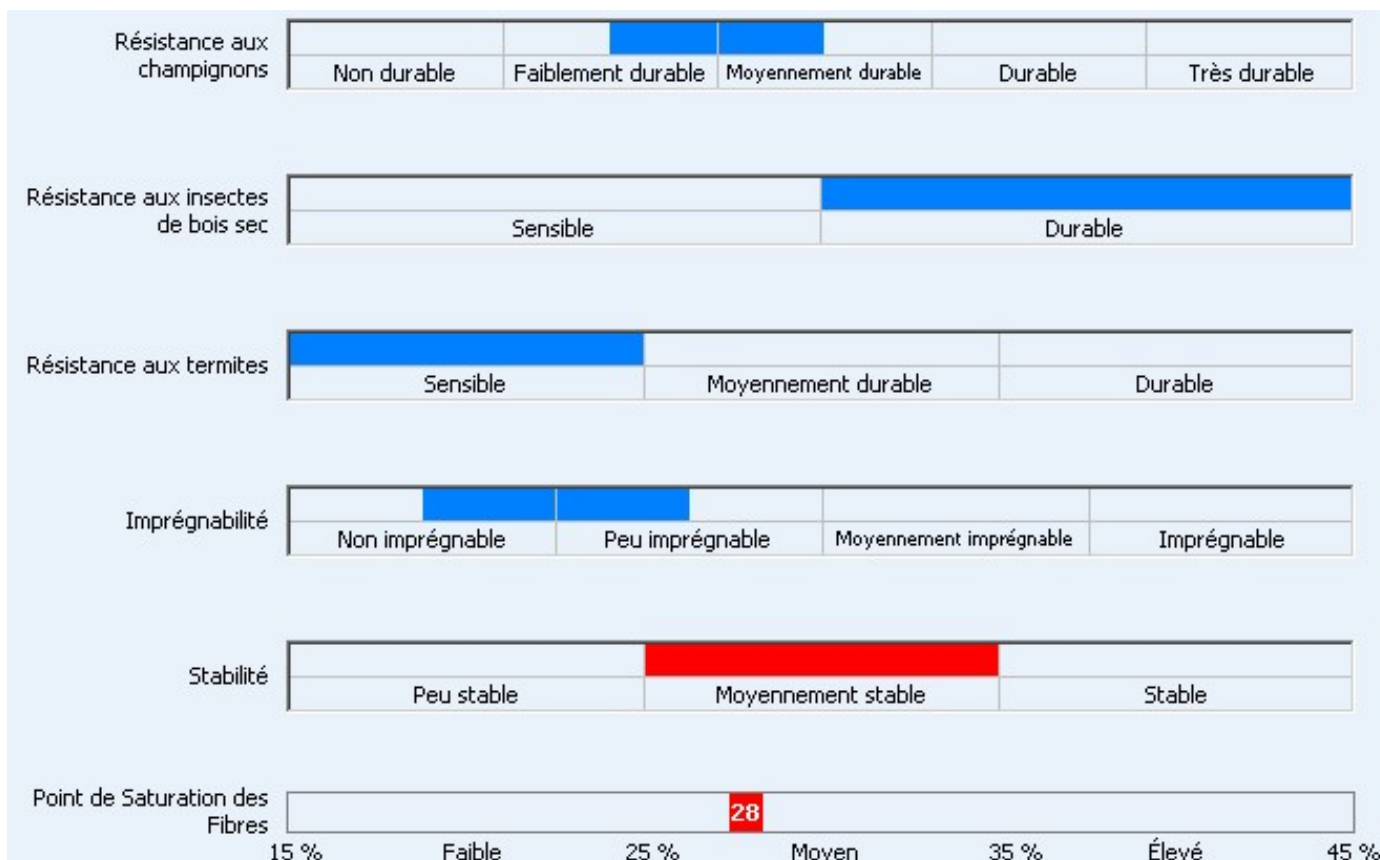 Résistance aux
champignons
Non durable Faiblement durable Moyennement durable Durable Très durable
Résistance aux insectes
de bois sec
Sensible Durable
Résistance aux termites
Sensible Moyennement durable Durable
Imprégnabilité
Non imprégnable Peu imprégnable Moyennement imprégnable Imprégnable
Stabilité
Peu stable Moyennement stable Stable
Point de Saturation des
Fibres
28
15 % Faible 25 % Moyen 35 % Élevé 45 %